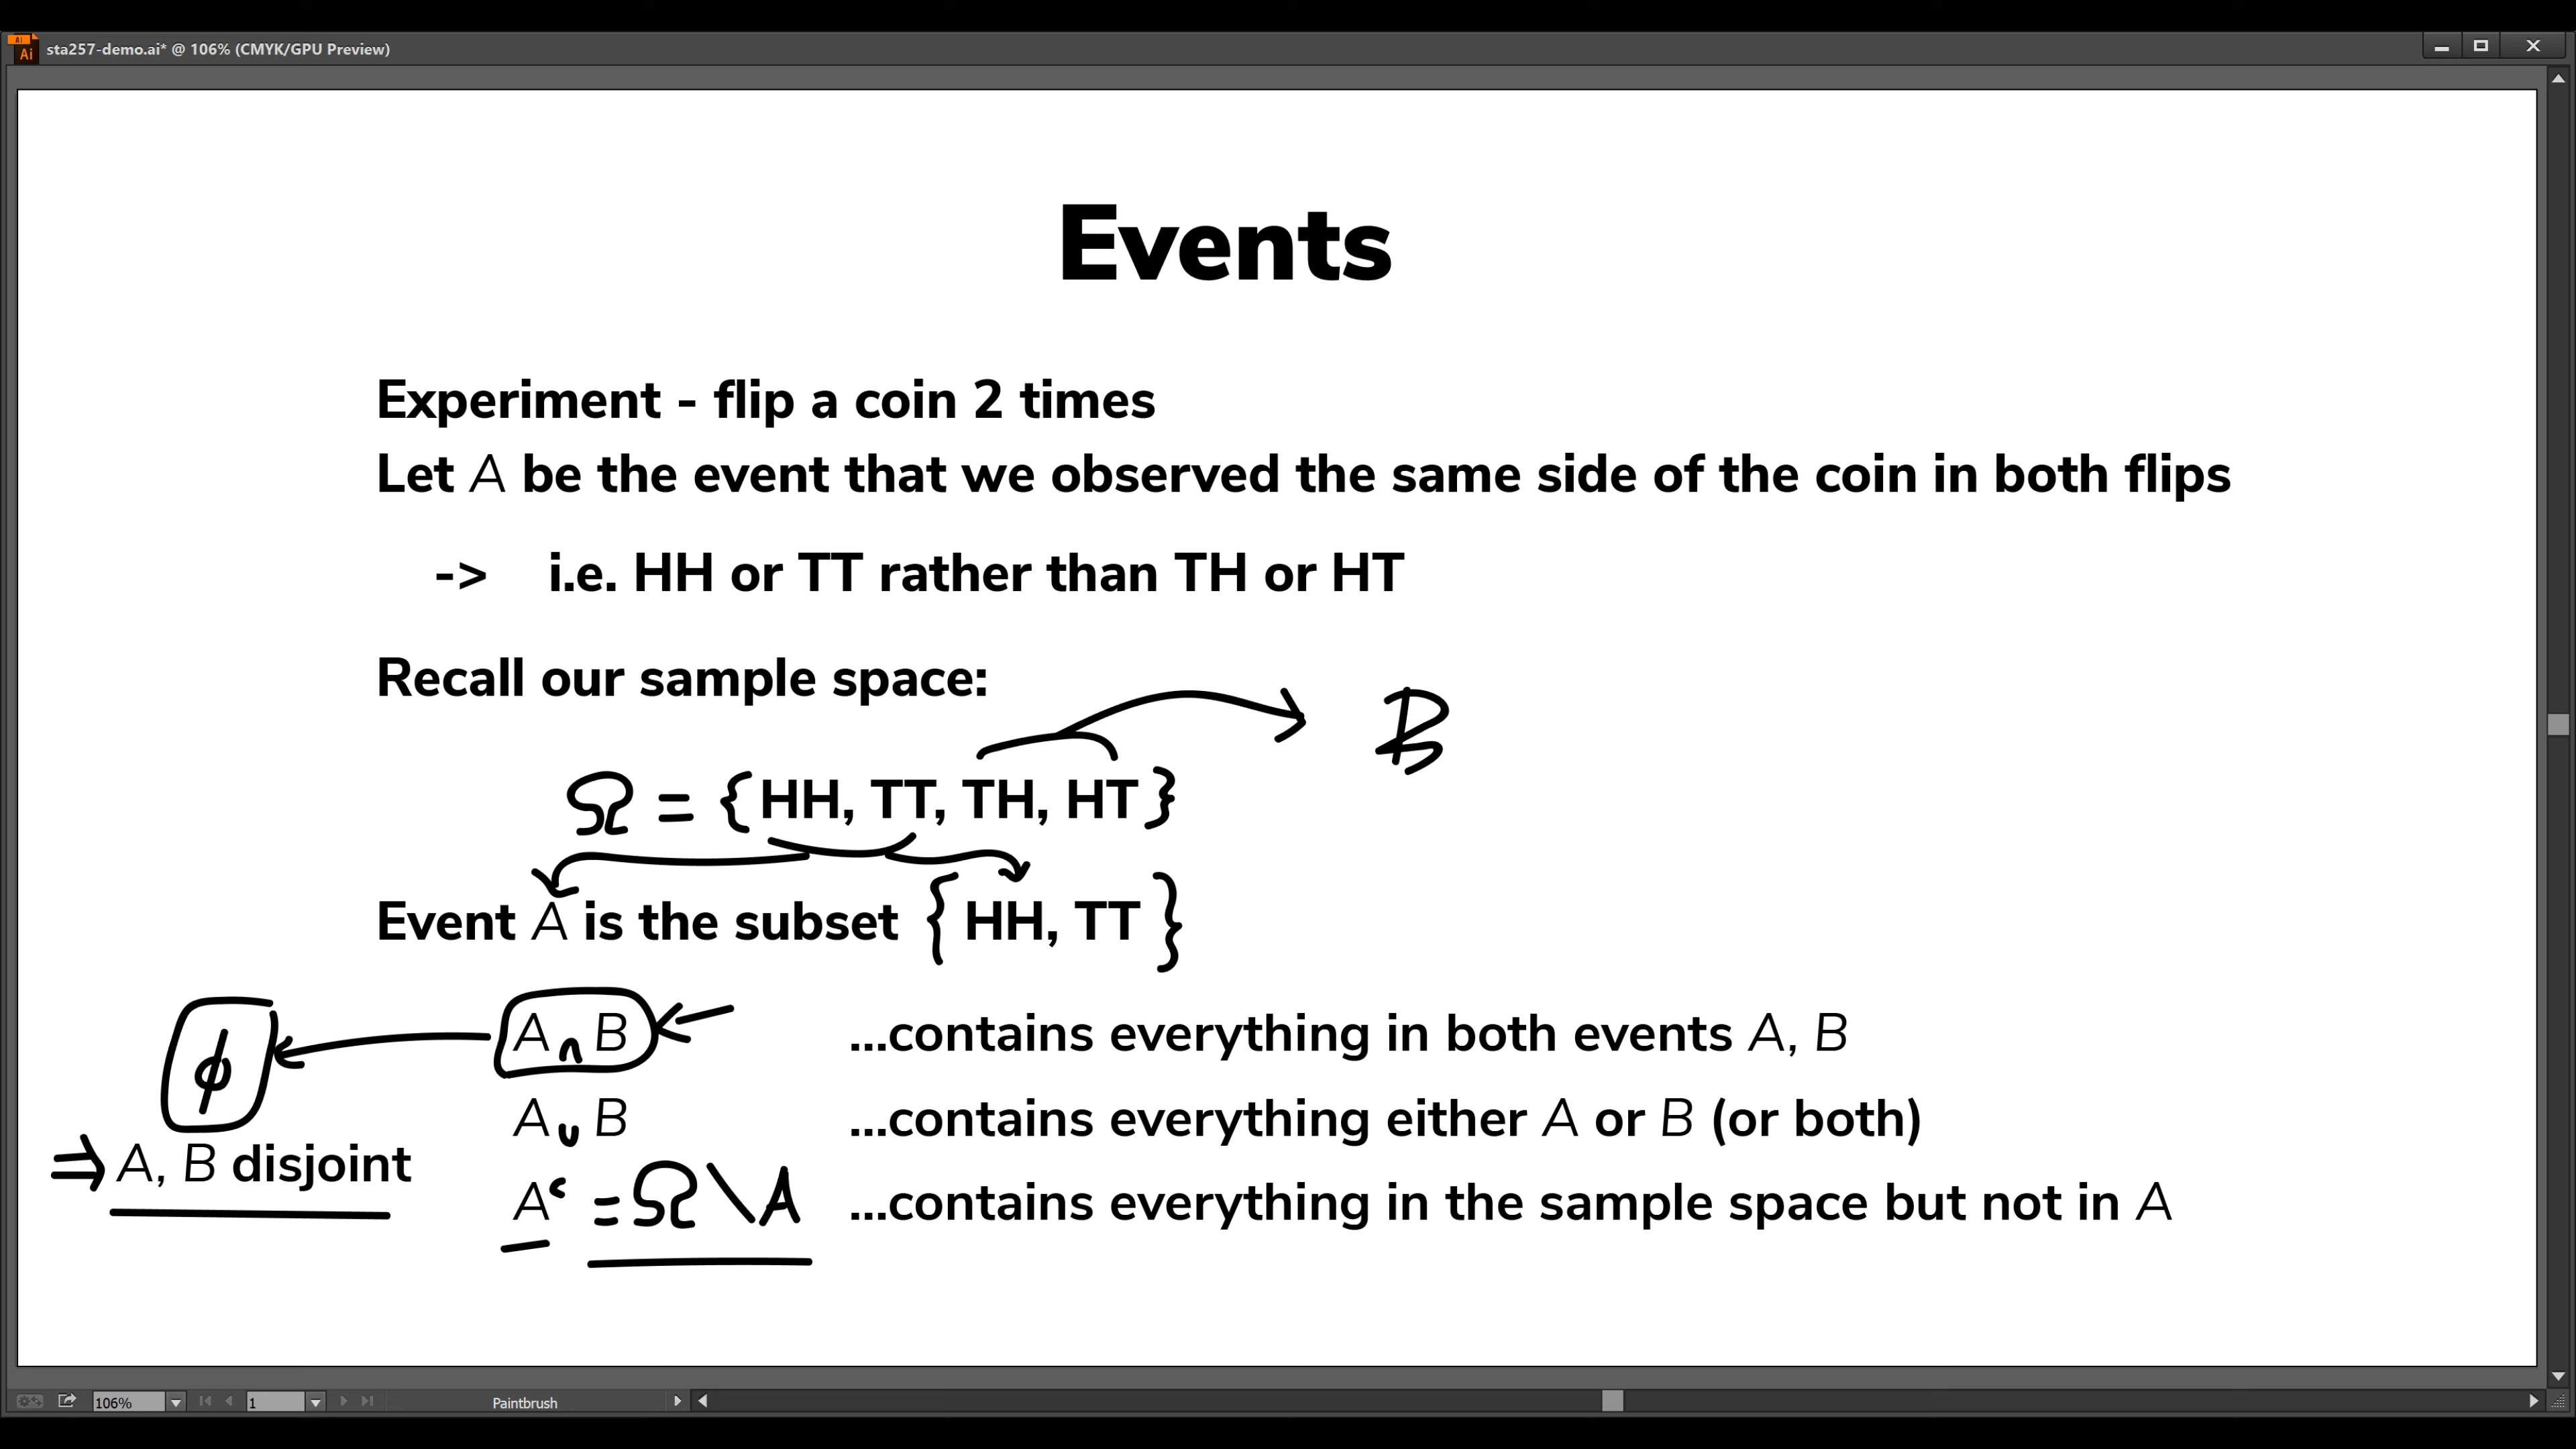 sta257-demo.ai* @ 106% (CMYK/GPU Preview)
Events
Experiment - flip a coin 2 times
Let A be the event that we observed the same side of the coin in both flips
-> i.e. HH or TT rather than TH or HT
Recall our sample space:
B
Ω = {HH, TT, TH, HT}
Event A is the subset { HH, TT }
ϕ
A ∩ B ...contains everything in both events A, B
A ∪ B ...contains everything either A or B (or both)
⇒ A, B disjoint
Aᶜ = Ω \ A ...contains everything in the sample space but not in A
106% 1 Paintbrush